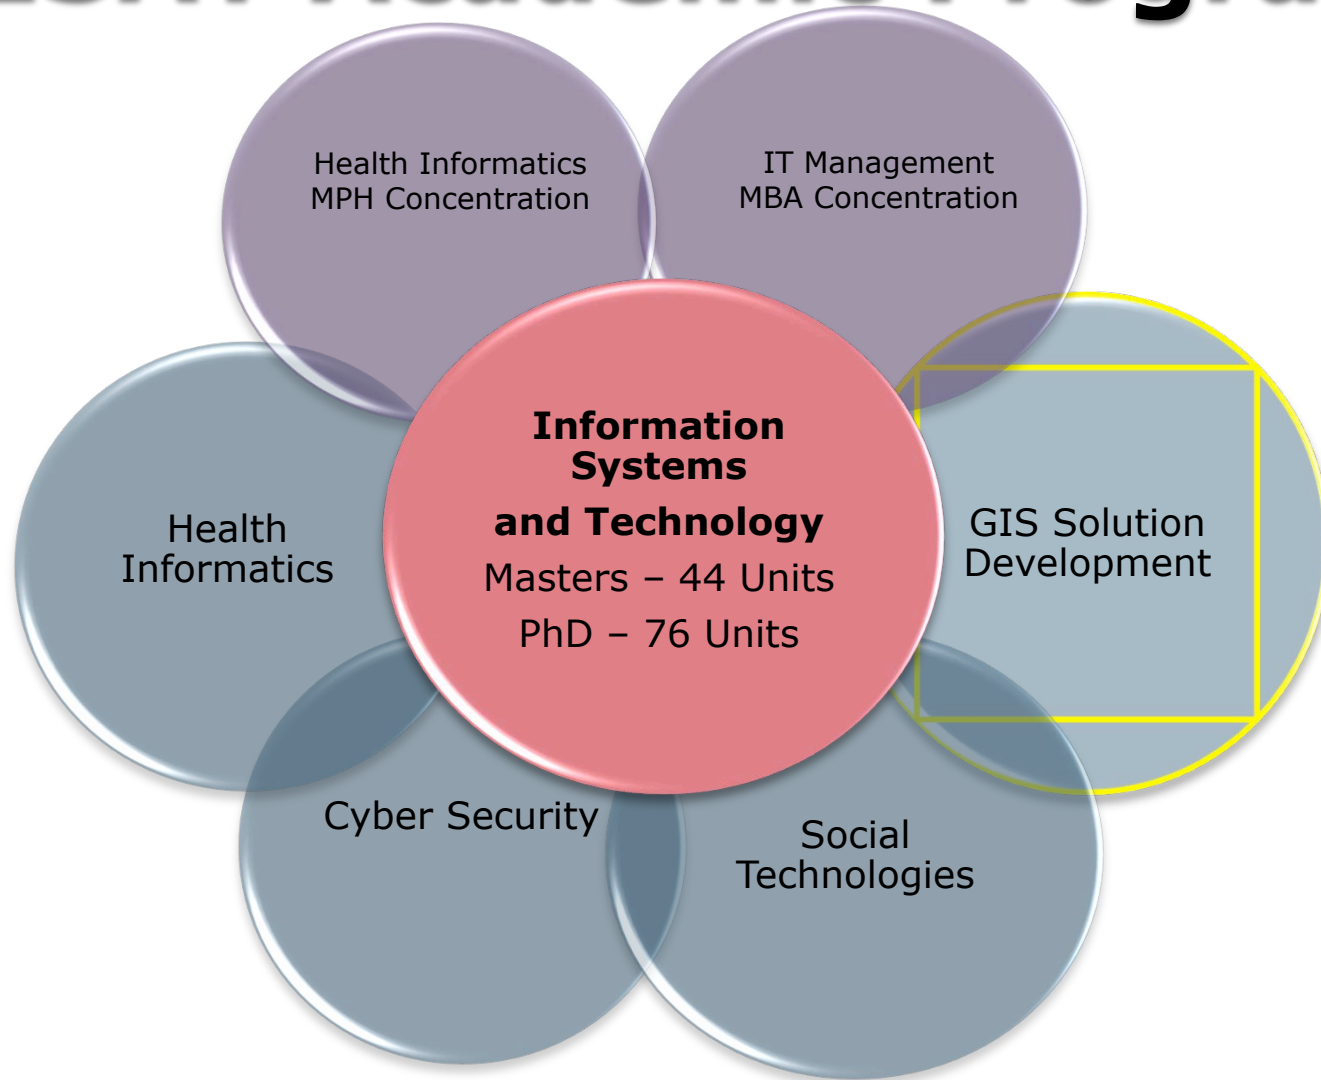 Academic
Health Informatics
MPH Concentration
IT Management
MBA Concentration
Information
Systems
and Technology
Masters – 44 Units
PhD – 76 Units
Health
Informatics
GIS Solution
Development
Cyber Security
Social
Technologies